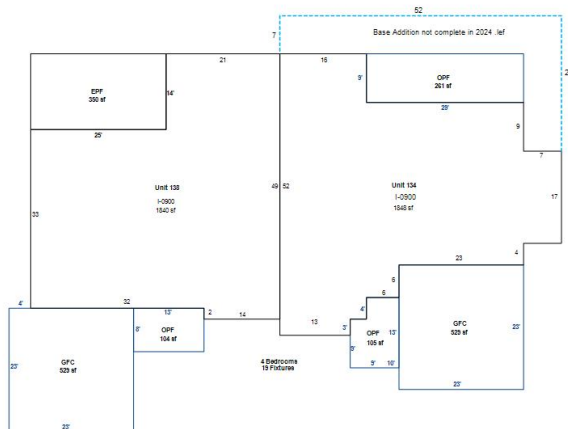 52
Base Addition not complete in 2024 .lef
7
2
21
16
EPF
350 sf
14'
9'
OPF
261 sf
25'
29'
9
7
Unit 138
I-0900
1840 sf
49
52
Unit 134
I-0900
1848 sf
17
33
4
23
6
6
4'
32
13'
2
14
4'
3'
13
8'
OPF
104 sf
OPF
105 sf
13'
GFC
529 sf
23'
9'
9'
10'
23'
GFC
529 sf
23'
4 Bedrooms
19 Fixtures
23'